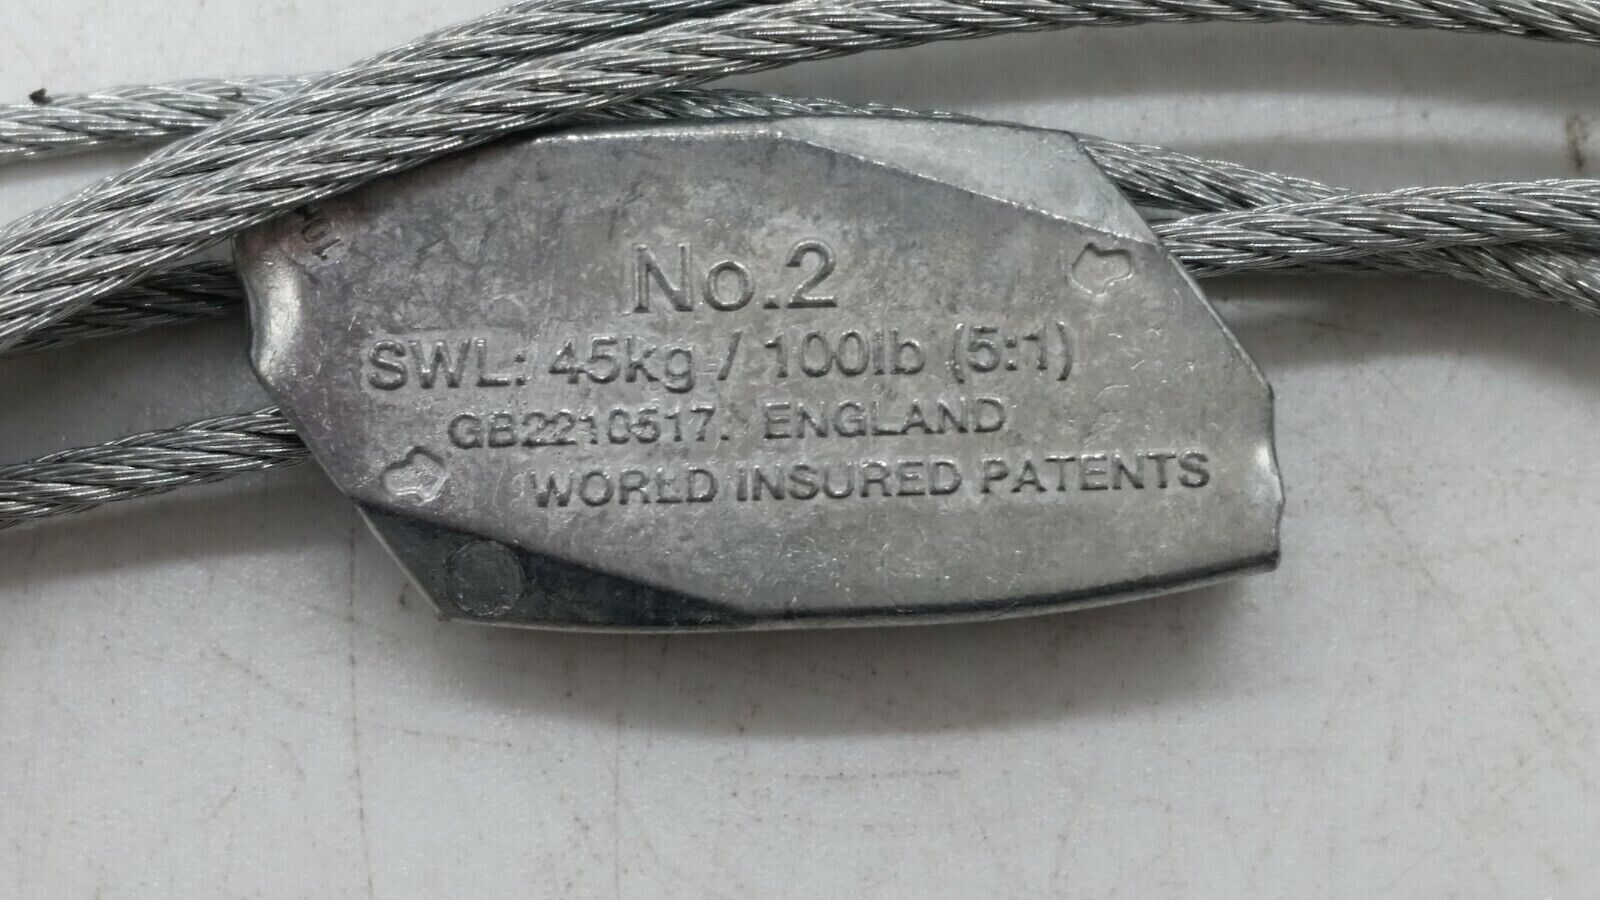 No.2
SWL: 45kg / 100lb (5:1)
GB2210517. ENGLAND
WORLD INSURED PATENTS